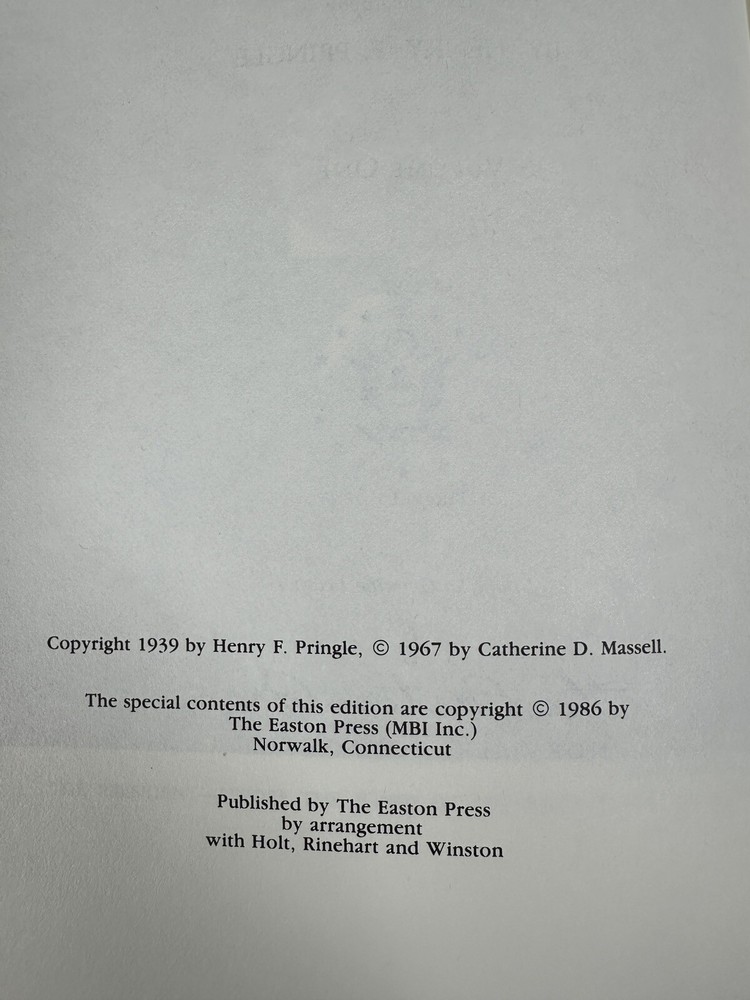 Copyright 1939 by Henry F. Pringle, © 1967 by Catherine D. Massell.
The special contents of this edition are copyright © 1986 by
The Easton Press (MBI Inc.)
Norwalk, Connecticut
Published by The Easton Press
by arrangement
with Holt, Rinehart and Winston